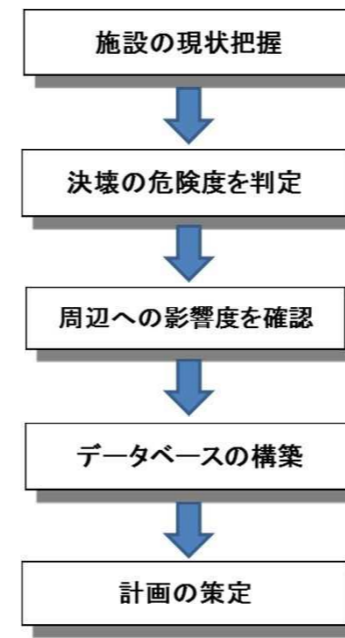 施設の現状把握
決壊の危険度を判定
周辺への影響度を確認
データベースの構築
計画の策定